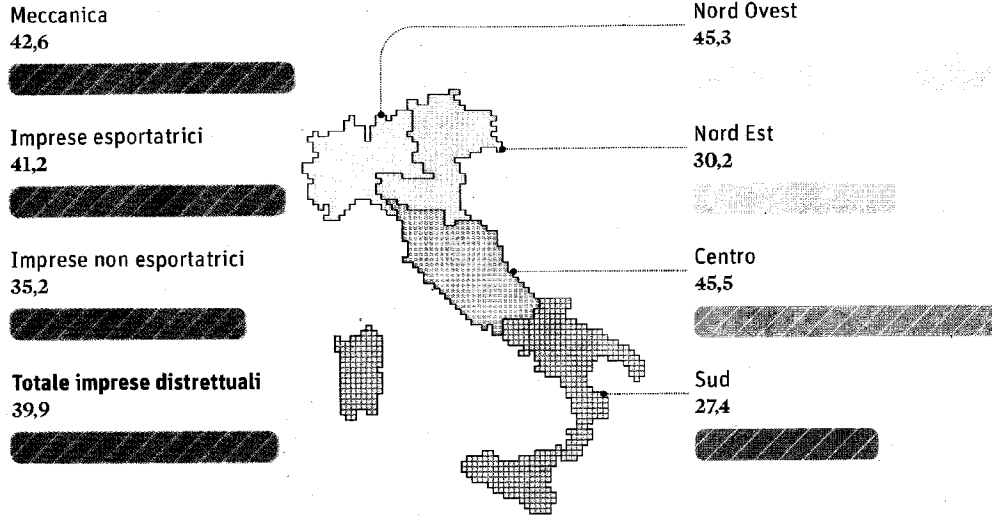 Meccanica
42,6
Imprese esportatrici
41,2
Imprese non esportatrici
35,2
Totale imprese distrettuali
39,9
Nord Ovest
45,3
Nord Est
30,2
Centro
45,5
Sud
27,4